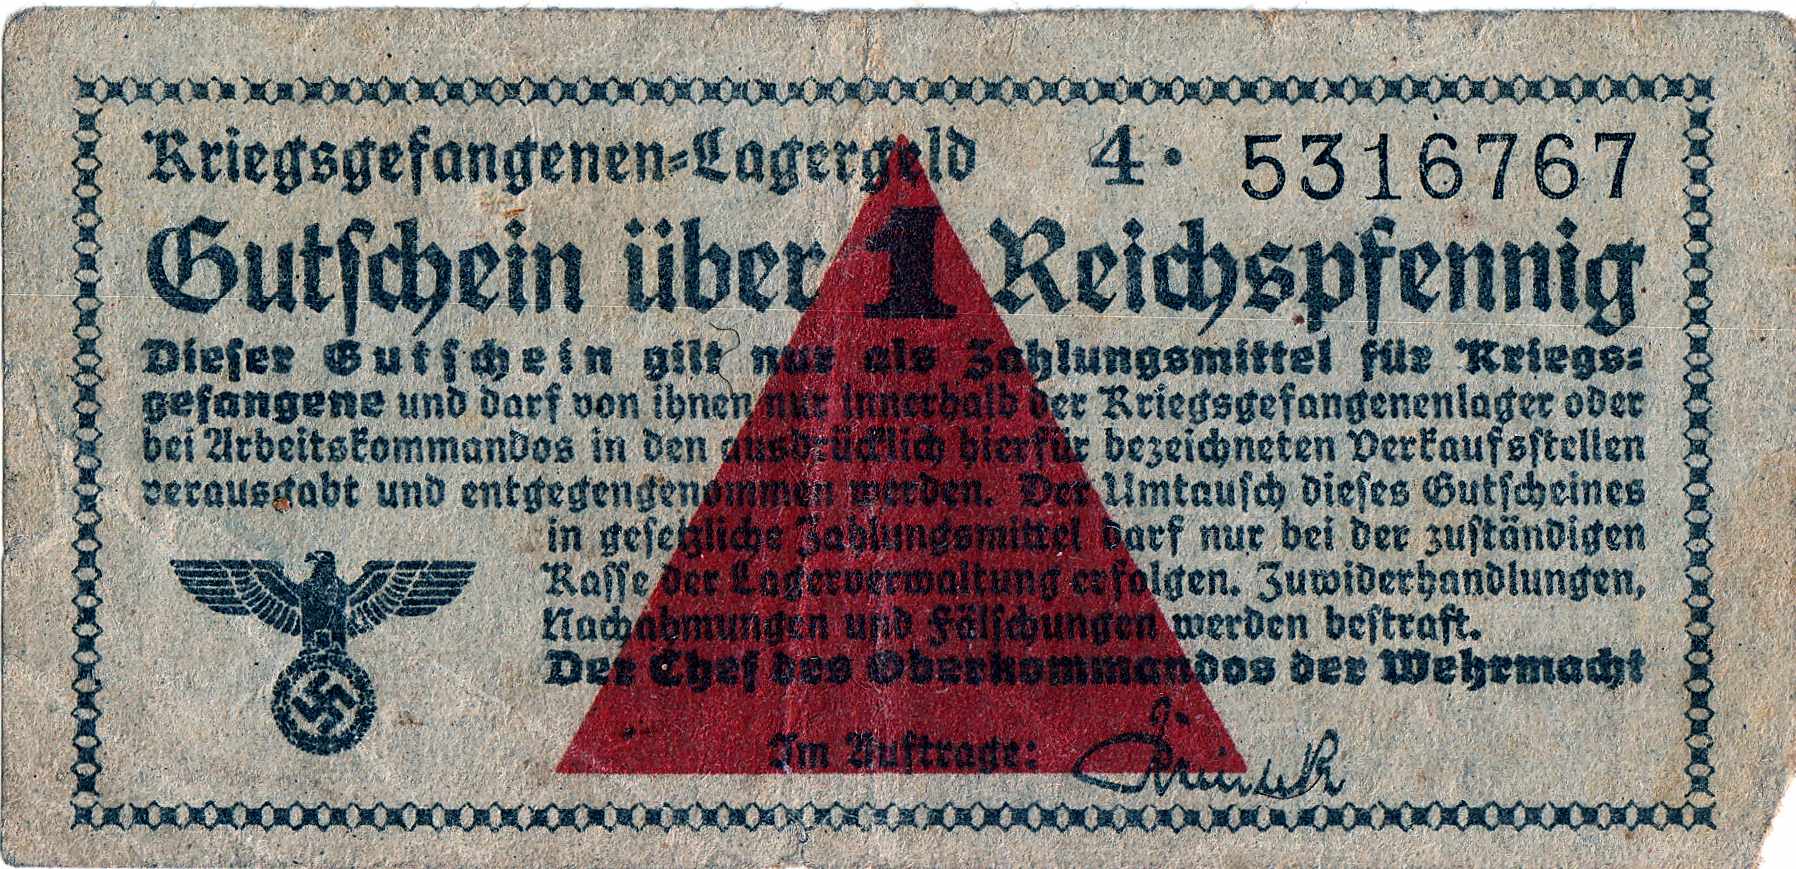 Kriegsgefangenen-Lagergeld 4. 5316767
Gutschein über 1 Reichspfennig
Dieser Gutschein gilt nur als Zahlungsmittel für Kriegs-
gefangene und darf von ihnen nur innerhalb der Kriegsgefangenenlager oder
bei Arbeitskommandos in den ausdrücklich hierfür bezeichneten Verkaufsstellen
verausgabt und entgegengenommen werden. Der Umtausch dieses Gutscheines
in gesetzliche Zahlungsmittel darf nur bei der zuständigen
Kasse der Lagerverwaltung erfolgen. Zuwiderhandlungen,
Nachahmungen und Fälschungen werden bestraft.
Der Chef des Oberkommandos der Wehrmacht
Im Auftrage: